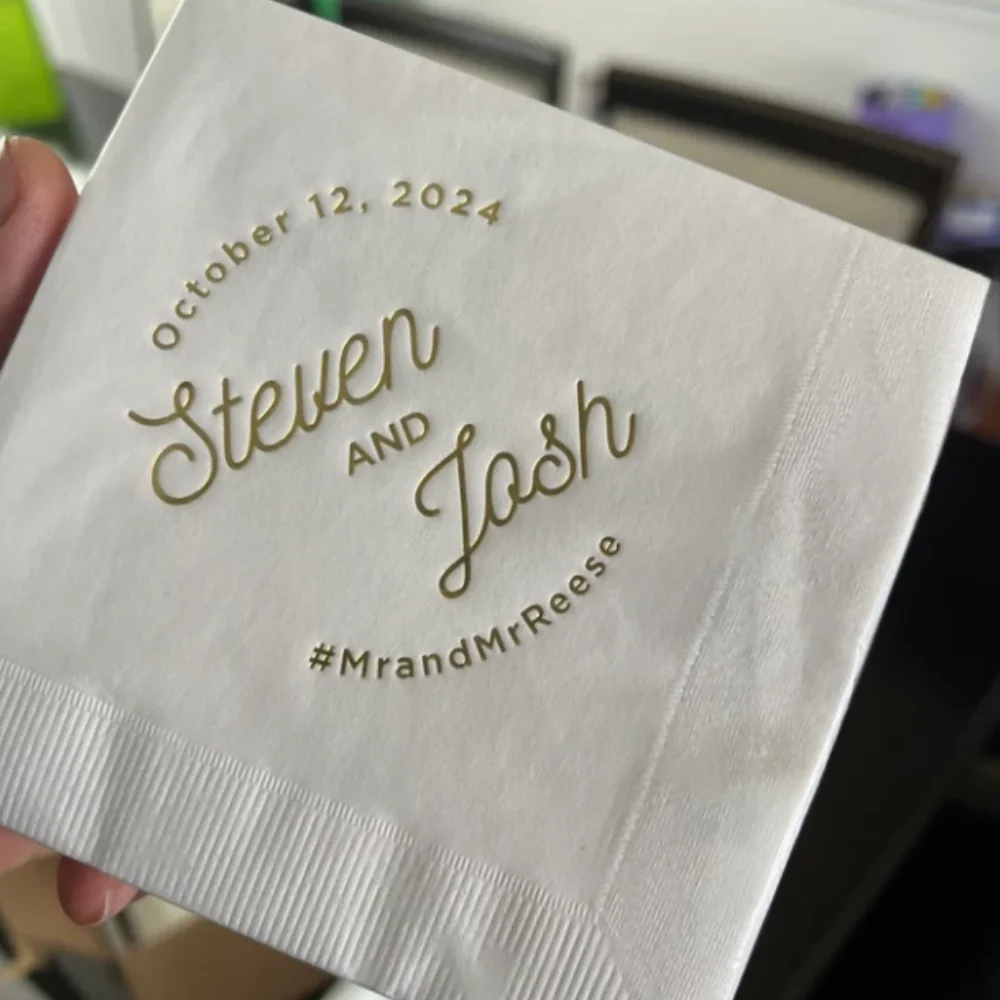 October 12, 2024
Steven
AND
Josh
#MrandMrReese